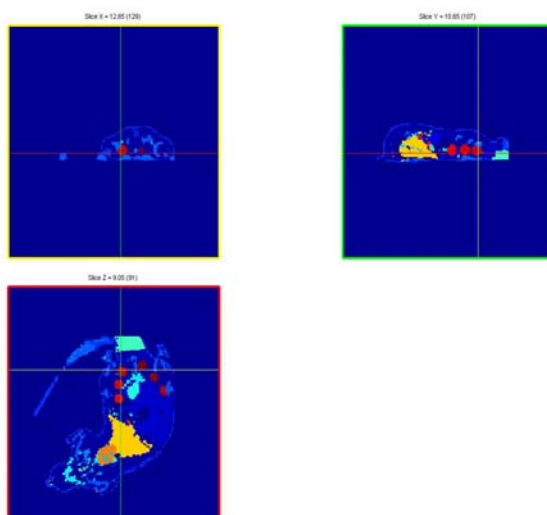 Slice X = 12.85 (129)
Slice Y = 10.65 (107)
Slice Z = 9.05 (91)